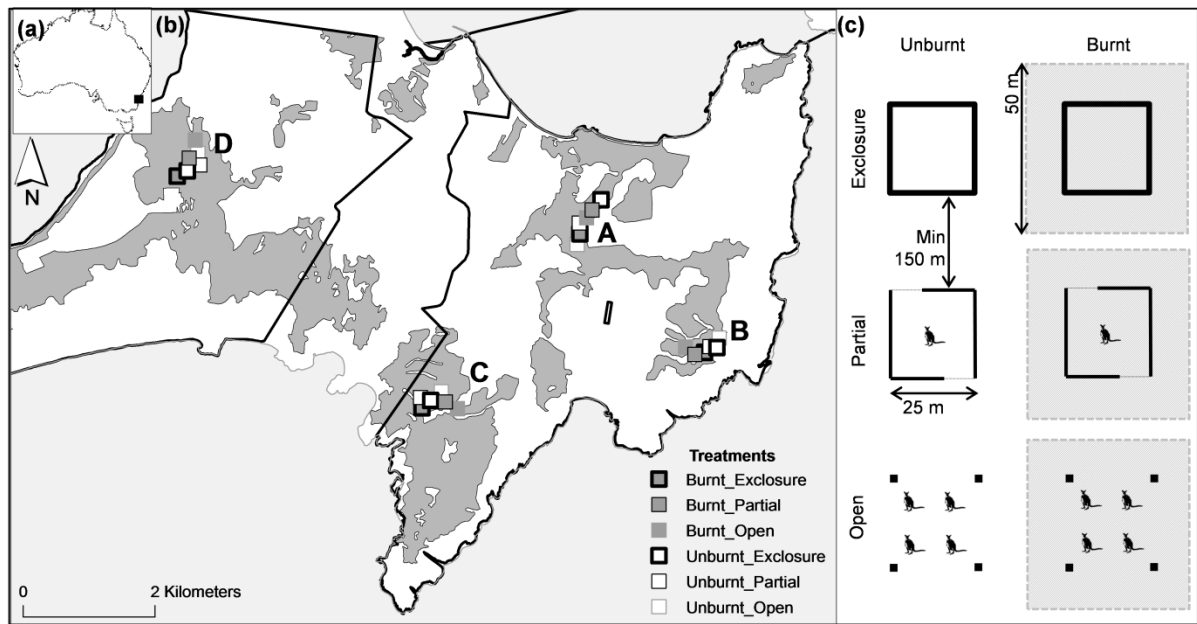 (a)
(b)
N
D
A
B
C
Treatments
Burnt_Exclosure
Burnt_Partial
Burnt_Open
Unburnt_Exclosure
Unburnt_Partial
Unburnt_Open
0 2 Kilometers
(c)
Unburnt Burnt
50 m
Exclosure
Min
150 m
Partial
25 m
Open